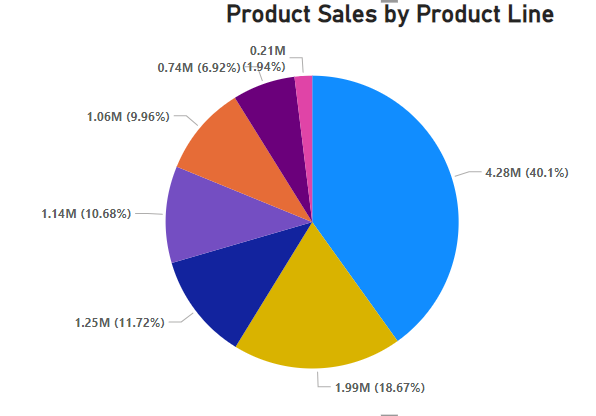 Product Sales by Product Line
0.21M
(1.94%)
0.74M (6.92%)
1.06M (9.96%)
4.28M (40.1%)
1.14M (10.68%)
1.25M (11.72%)
1.99M (18.67%)